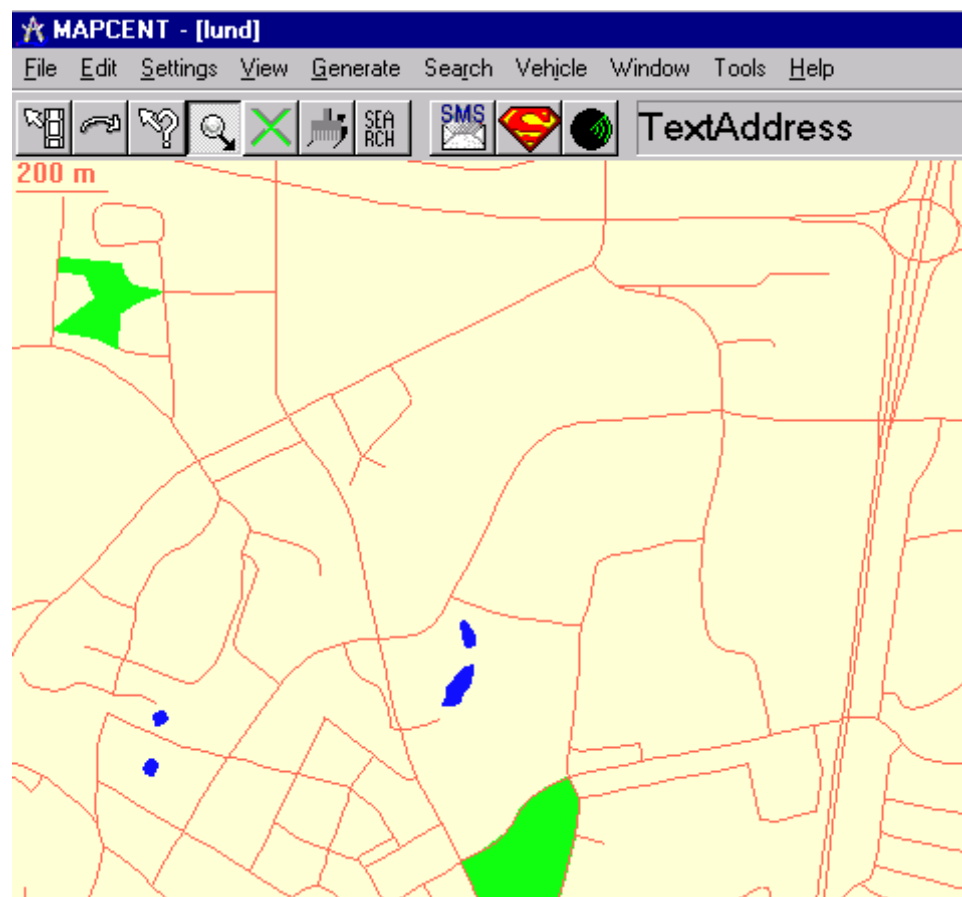 MAPCENT - [lund]
File Edit Settings View Generate Search Vehicle Window Tools Help
SEA
RCH
SMS
S
TextAddress
200 m